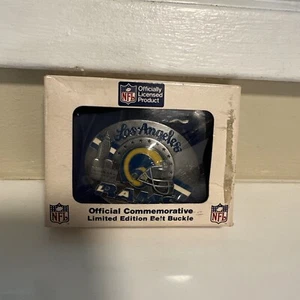 NFL
Officially
Licensed
Product
Los Angeles
NFL
Official Commemorative
Limited Edition Belt Buckle
NFL